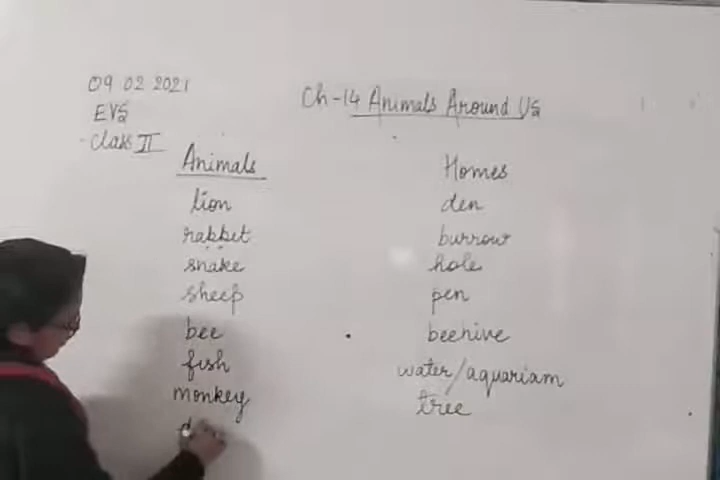 09 02 2021
Ch-14 Animals Around Us
EVS
Class II
Animals Homes
lion den
rabbit burrow
snake hole
sheep pen
bee beehive
fish water/aquariam
monkey tree